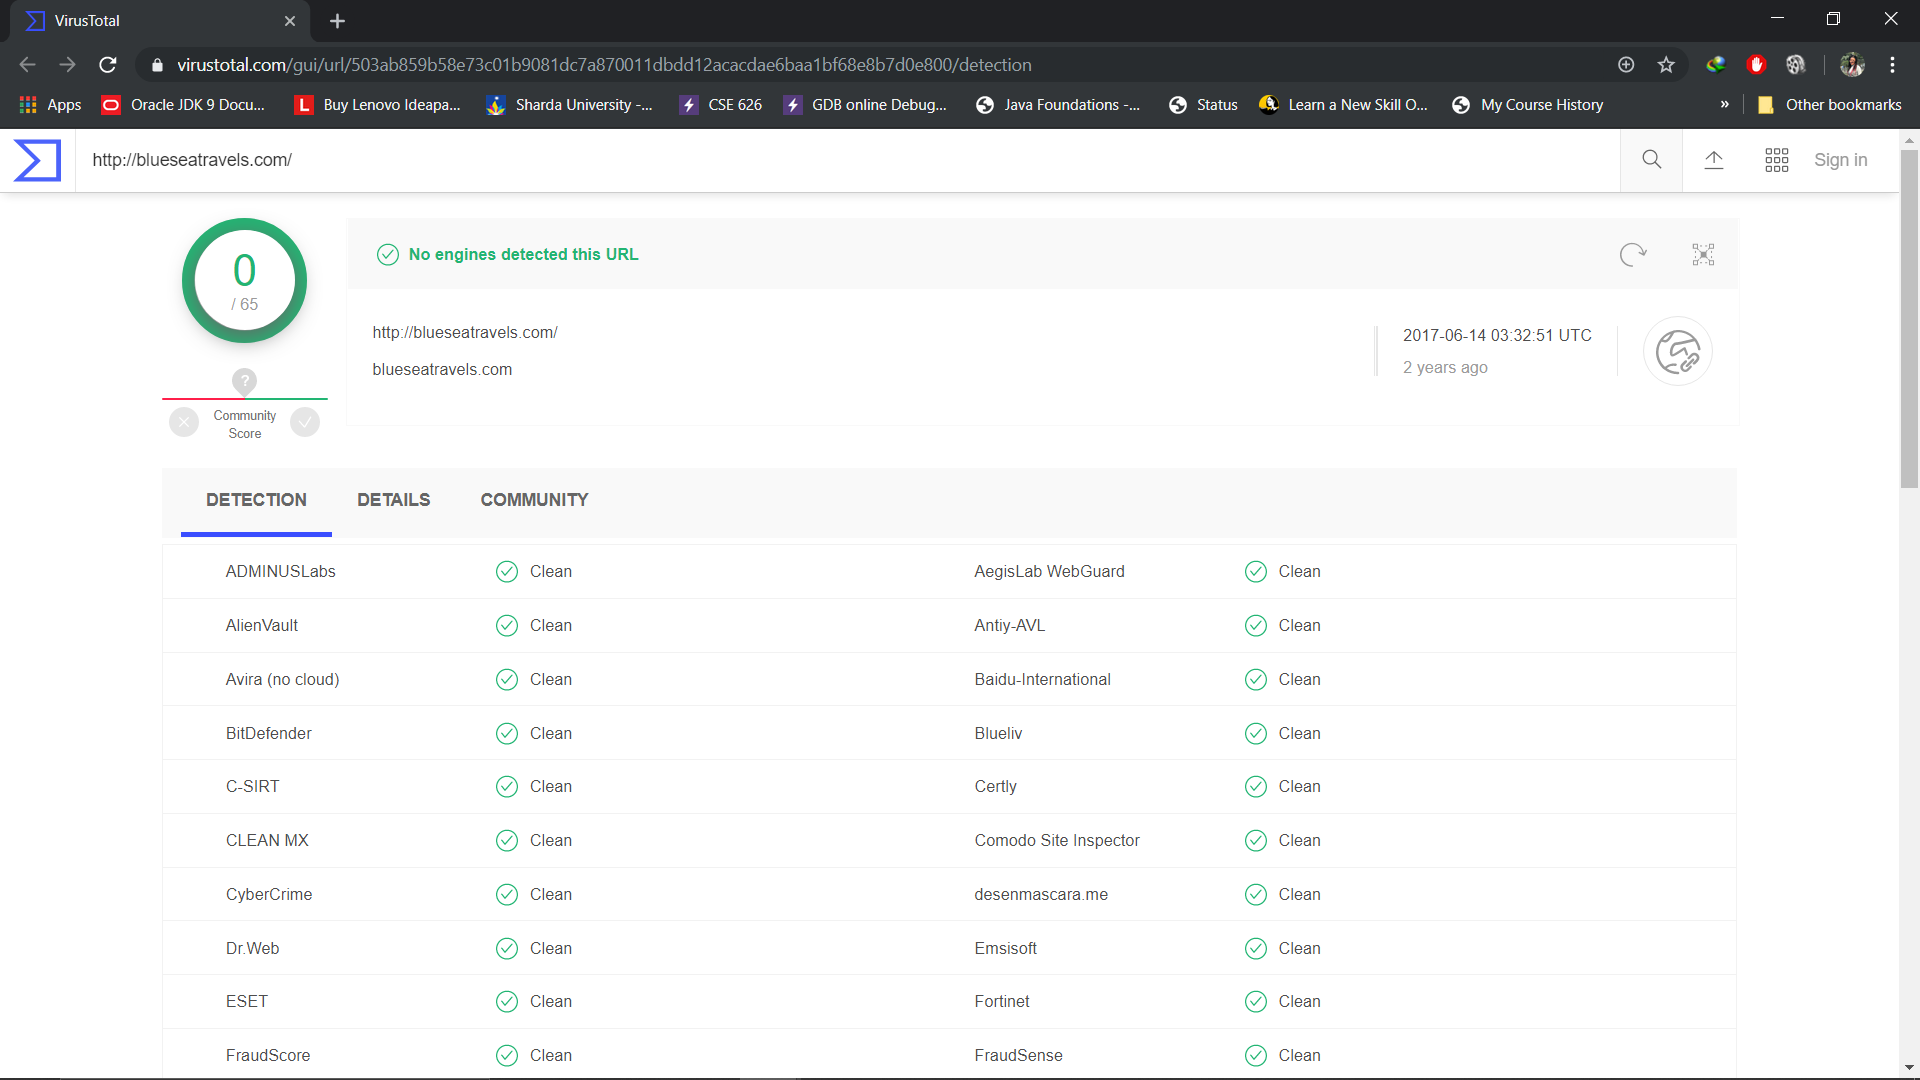 VirusTotal
virustotal.com/gui/url/503ab859b58e73c01b9081dc7a870011dbdd12acacdae6baa1bf68e8b7d0e800/detection
Apps Oracle JDK 9 Docu... Buy Lenovo Ideapa... Sharda University -... CSE 626 GDB online Debug... Java Foundations -... Status Learn a New Skill O... My Course History » Other bookmarks
http://blueseatravels.com/ Sign in
0
/ 65
No engines detected this URL
http://blueseatravels.com/
blueseatravels.com
2017-06-14 03:32:51 UTC
2 years ago
?
Community
Score
DETECTION DETAILS COMMUNITY
ADMINUSLabs Clean AegisLab WebGuard Clean
AlienVault Clean Antiy-AVL Clean
Avira (no cloud) Clean Baidu-International Clean
BitDefender Clean Blueliv Clean
C-SIRT Clean Certly Clean
CLEAN MX Clean Comodo Site Inspector Clean
CyberCrime Clean desenmascara.me Clean
Dr.Web Clean Emsisoft Clean
ESET Clean Fortinet Clean
FraudScore Clean FraudSense Clean